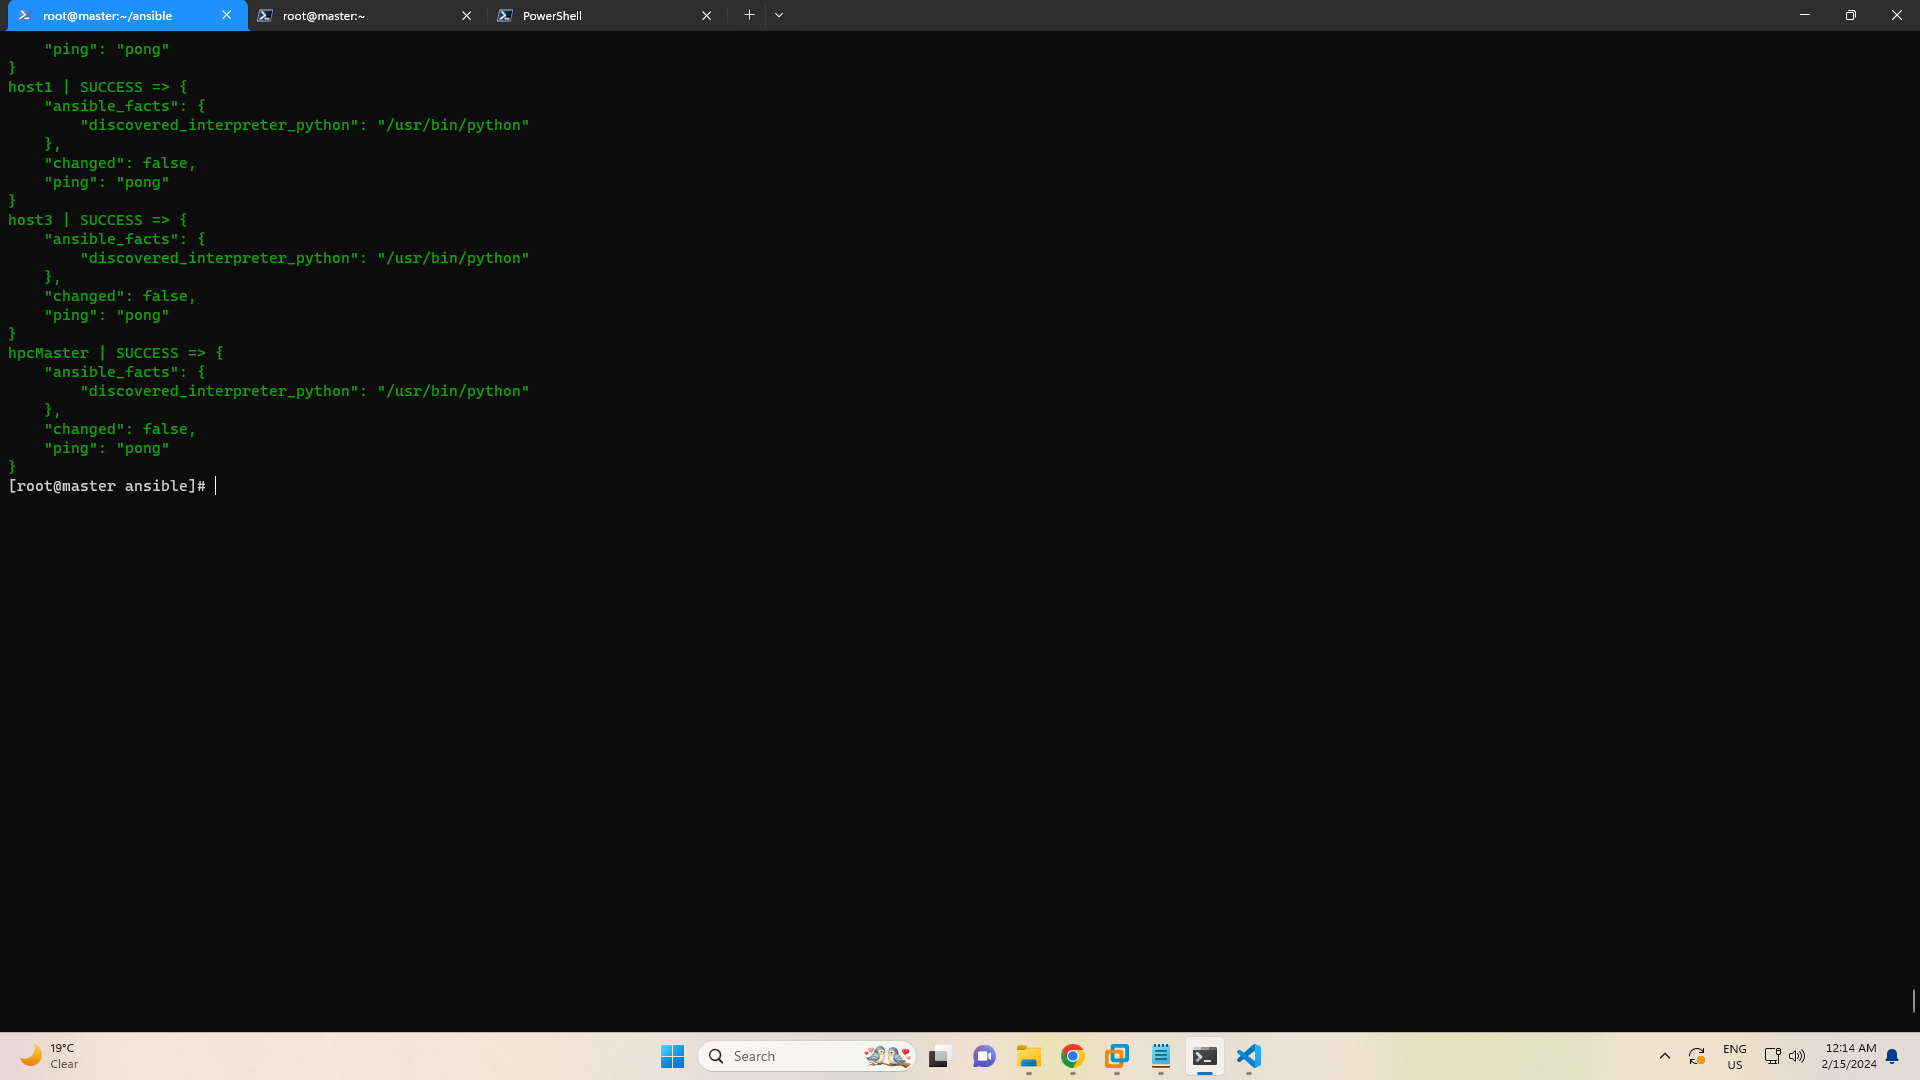 root@master:~/ansible
root@master:~
PowerShell
    "ping": "pong"
}
host1 | SUCCESS => {
    "ansible_facts": {
        "discovered_interpreter_python": "/usr/bin/python"
    },
    "changed": false,
    "ping": "pong"
}
host3 | SUCCESS => {
    "ansible_facts": {
        "discovered_interpreter_python": "/usr/bin/python"
    },
    "changed": false,
    "ping": "pong"
}
hpcMaster | SUCCESS => {
    "ansible_facts": {
        "discovered_interpreter_python": "/usr/bin/python"
    },
    "changed": false,
    "ping": "pong"
}
[root@master ansible]#
19°C
Clear
Search
ENG
US
12:14 AM
2/15/2024